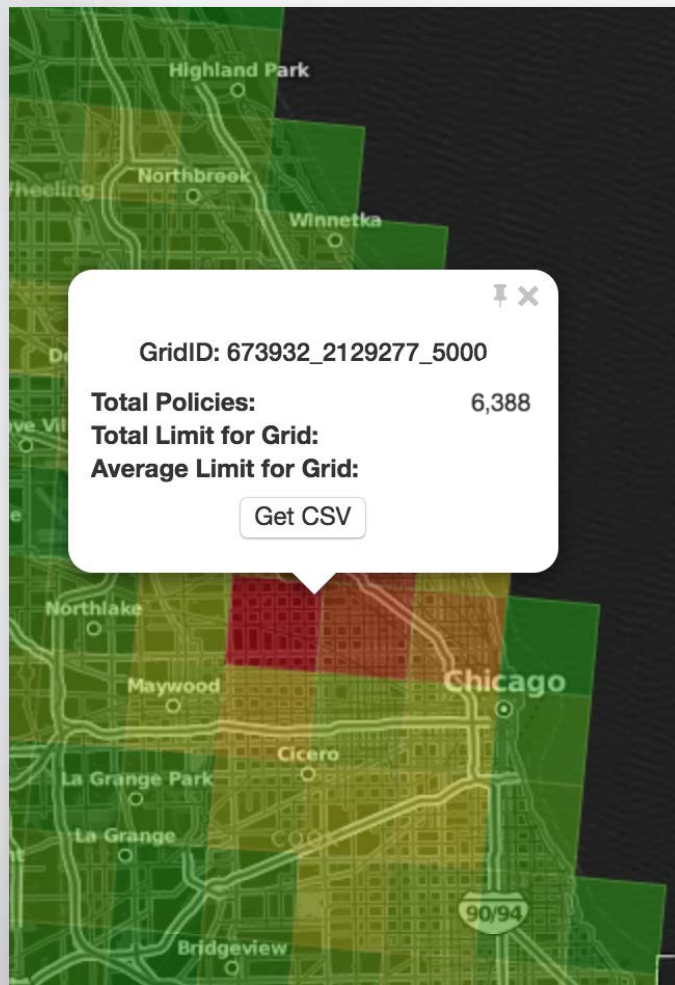 Highland Park
Northbrook
Wheeling
Winnetka
GridID: 673932_2129277_5000
Total Policies: 6,388
Total Limit for Grid:
Average Limit for Grid:
Get CSV
Northlake
Chicago
Maywood
Cicero
La Grange Park
La Grange
COOK
90/94
Bridgeview